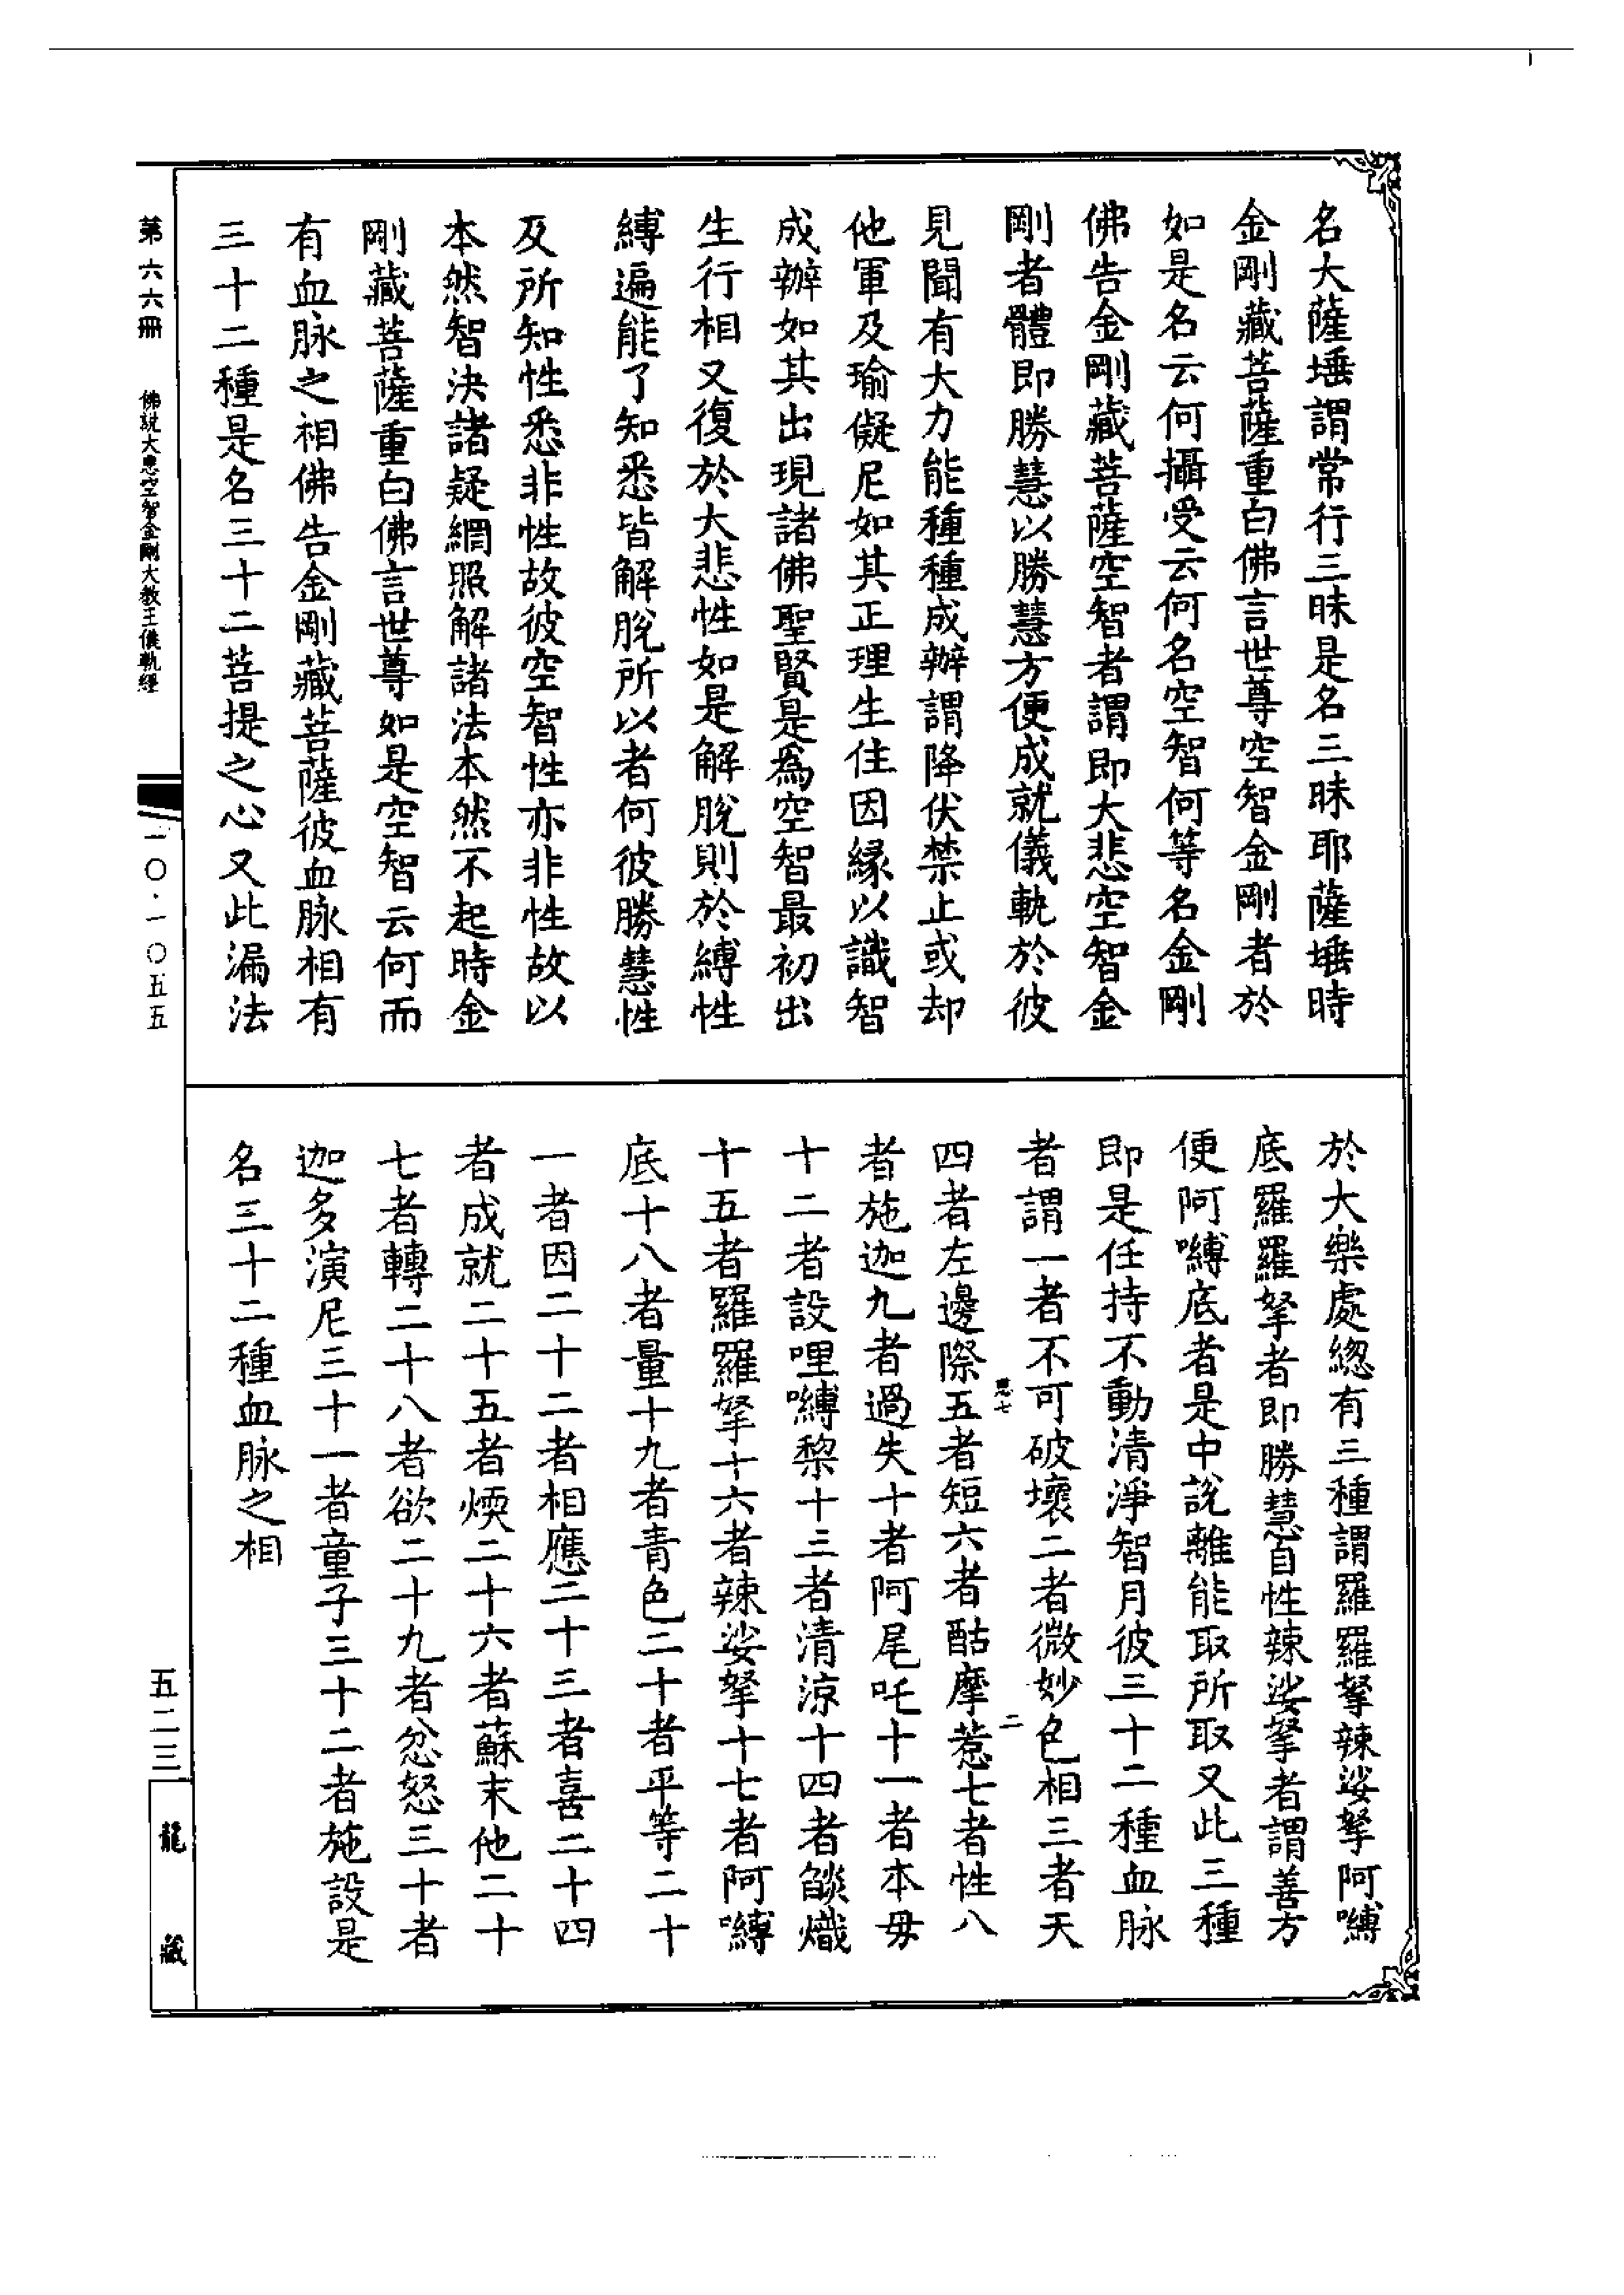 名大薩埵謂常行三昧是名三昧耶薩埵時
金剛藏菩薩重白佛言世尊空智金剛者於
如是名云何攝受云何名空智何等名金剛
佛告金剛藏菩薩空智者謂即大悲空智金
剛者體即勝慧以勝慧方便成就儀軌於彼
見聞有大力能種種成辦謂降伏禁止或却
他軍及瑜儗尼如其正理生住因緣以識智
成辦如其出現諸佛聖賢是為空智最初出
生行相又復於大悲性如是解脫則於縛性
縛遍能了知悉皆解脫所以者何彼勝慧性
及所知性悉非性故彼空智性亦非性故以
本然智決諸疑網照解諸法本然不起時金
剛藏菩薩重白佛言世尊如是空智云何而
有血脉之相佛告金剛藏菩薩彼血脉相有
三十二種是名三十二菩提之心又此漏法
於大樂處緫有三種謂羅羅拏辣娑拏阿嚩
底羅羅拏者即勝慧自性辣娑拏者謂善方
便阿嚩底者是中說離能取所取又此三種
即是任持不動清淨智月彼三十二種血脉
者謂一者不可破壞二者微妙色相三者天
惠七 二
四者左邊際五者短六者酤摩惹七者性八
者施迦九者過失十者阿尾吒十一者本毋
十二者設哩嚩黎十三者清涼十四者燄熾
十五者羅羅拏十六者辣娑拏十七者阿嚩
底十八者量十九者青色二十者平等二十
一者因二十二者相應二十三者喜二十四
者成就二十五者煗二十六者蘇末他二十
七者轉二十八者欲二十九者忿怒三十者
迦多演尼三十一者童子三十二者施設是
名三十二種血脉之相
第六六冊 佛說大悲空智金剛大教王儀軌經
一〇·一〇五五
五二三
龍藏